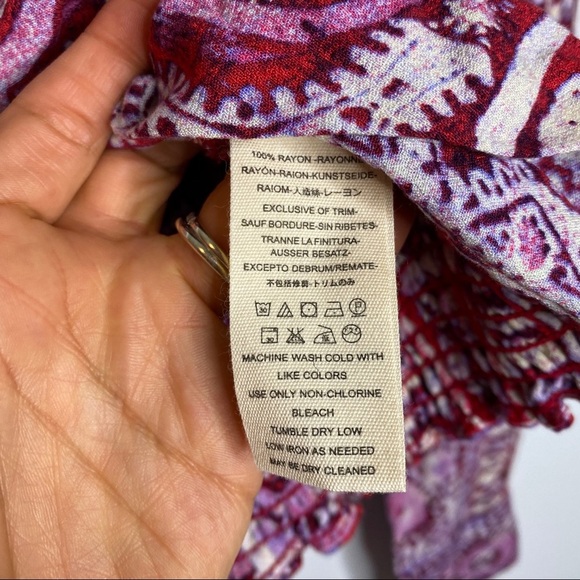 100% RAYON -RAYONNE
RAYÓN-RAION-KUNSTSEIDE-
RAIOM-人造絲-レーヨン
EXCLUSIVE OF TRIM-
SAUF BORDURE-SIN RIBETES-
TRANNE LA FINITURA-
AUSSER BESATZ-
EXCEPTO DEBRUM/REMATE-
不包括修剪-トリムのみ
MACHINE WASH COLD WITH
LIKE COLORS
USE ONLY NON-CHLORINE
BLEACH
TUMBLE DRY LOW
LOW IRON AS NEEDED
MAY BE DRY CLEANED